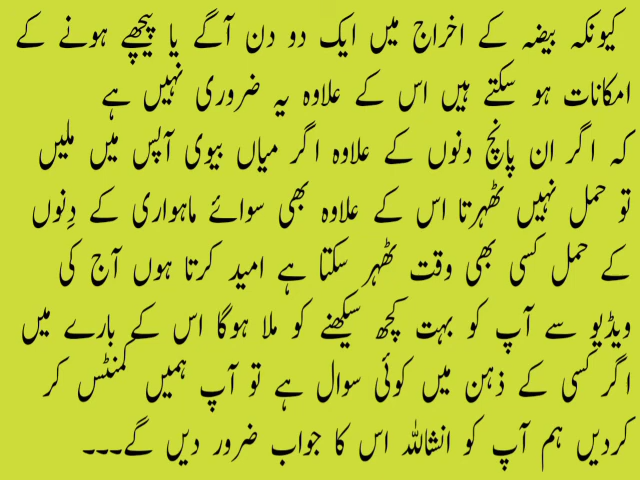 کیونکہ بیضہ کے اخراج میں ایک دو دن آگے یا پیچھے ہونے کے
امکانات ہو سکتے ہیں اس کے علاوہ یہ ضروری نہیں ہے
کہ اگر ان پانچ دنوں کے علاوہ اگر میاں بیوی آپس میں ملیں
تو حمل نہیں ٹھہرتا اس کے علاوہ بھی سوائے ماہواری کے دِنوں
کے حمل کسی بھی وقت ٹھہر سکتا ہے امید کرتا ہوں آج کی
ویڈیو سے آپ کو بہت کچھ سیکھنے کو ملا ہوگا اس کے بارے میں
اگر کسی کے ذہن میں کوئی سوال ہے تو آپ ہمیں کمنٹس کر
کردیں ہم آپ کو انشاللہ اس کا جواب ضرور دیں گے۔۔۔